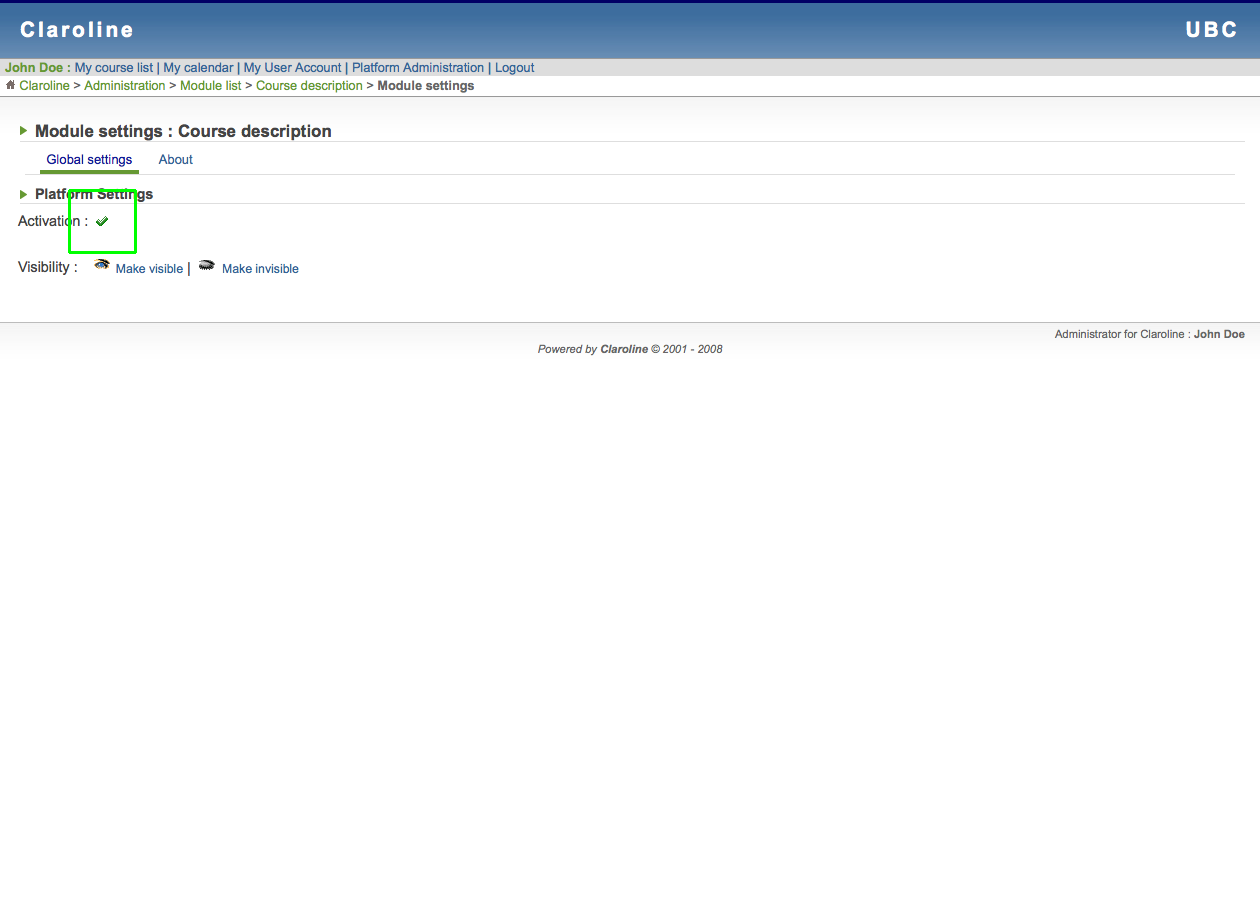 Claroline UBC
John Doe : My course list | My calendar | My User Account | Platform Administration | Logout
Claroline > Administration > Module list > Course description > Module settings
Module settings : Course description
Global settings About
Platform Settings
Activation :
Visibility : Make visible | Make invisible
Administrator for Claroline : John Doe
Powered by Claroline © 2001 - 2008